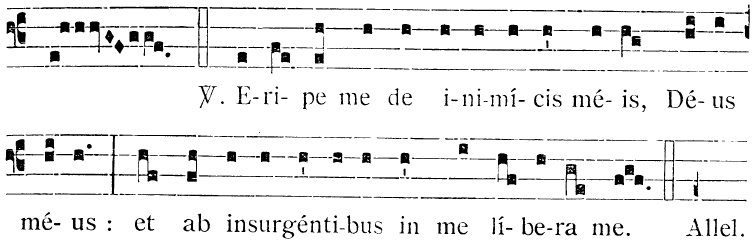 ℣. E-ri- pe me de i-ni-mí- cis mé- is, Dé- us
mé- us : et ab insurgénti-bus in me lí- be-ra me. Allel.